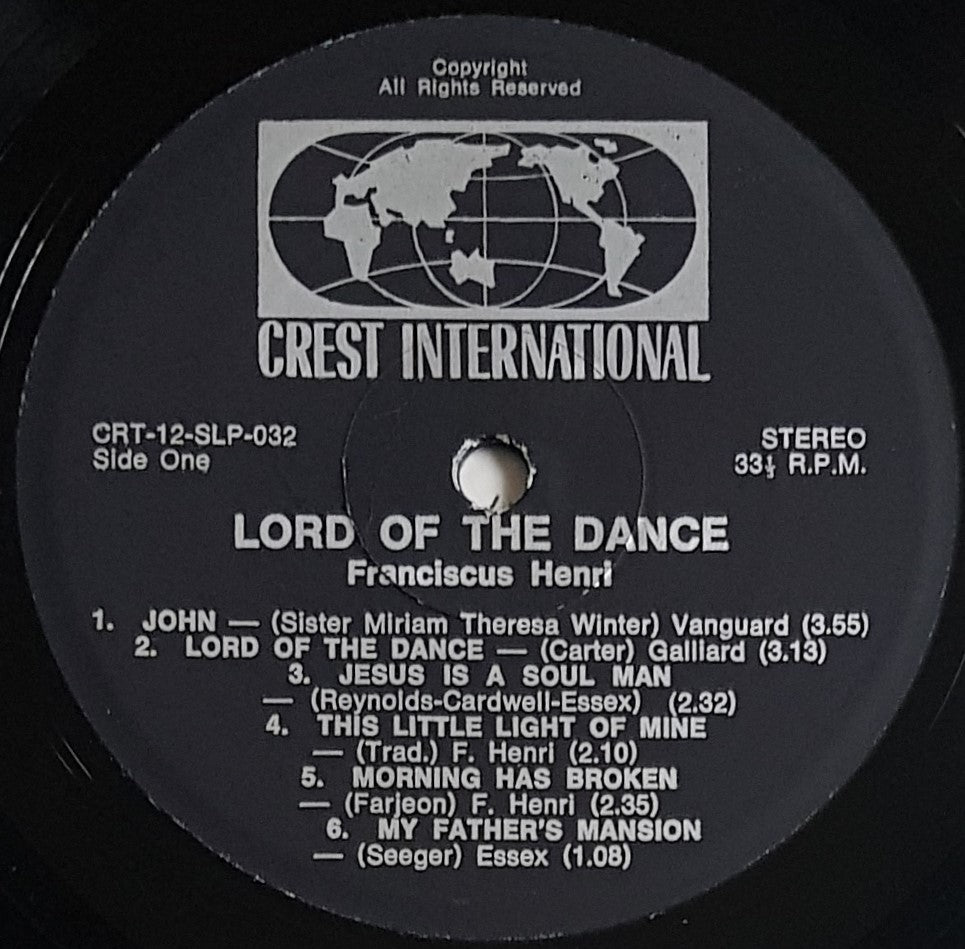 Copyright
All Rights Reserved
CREST INTERNATIONAL
CRT-12-SLP-032
Side One
STEREO
33⅓ R.P.M.
LORD OF THE DANCE
Franciscus Henri
1. JOHN — (Sister Miriam Theresa Winter) Vanguard (3.55)
2. LORD OF THE DANCE — (Carter) Galliard (3.13)
3. JESUS IS A SOUL MAN
— (Reynolds-Cardwell-Essex) (2.32)
4. THIS LITTLE LIGHT OF MINE
— (Trad.) F. Henri (2.10)
5. MORNING HAS BROKEN
— (Farjeon) F. Henri (2.35)
6. MY FATHER'S MANSION
— (Seeger) Essex (1.08)